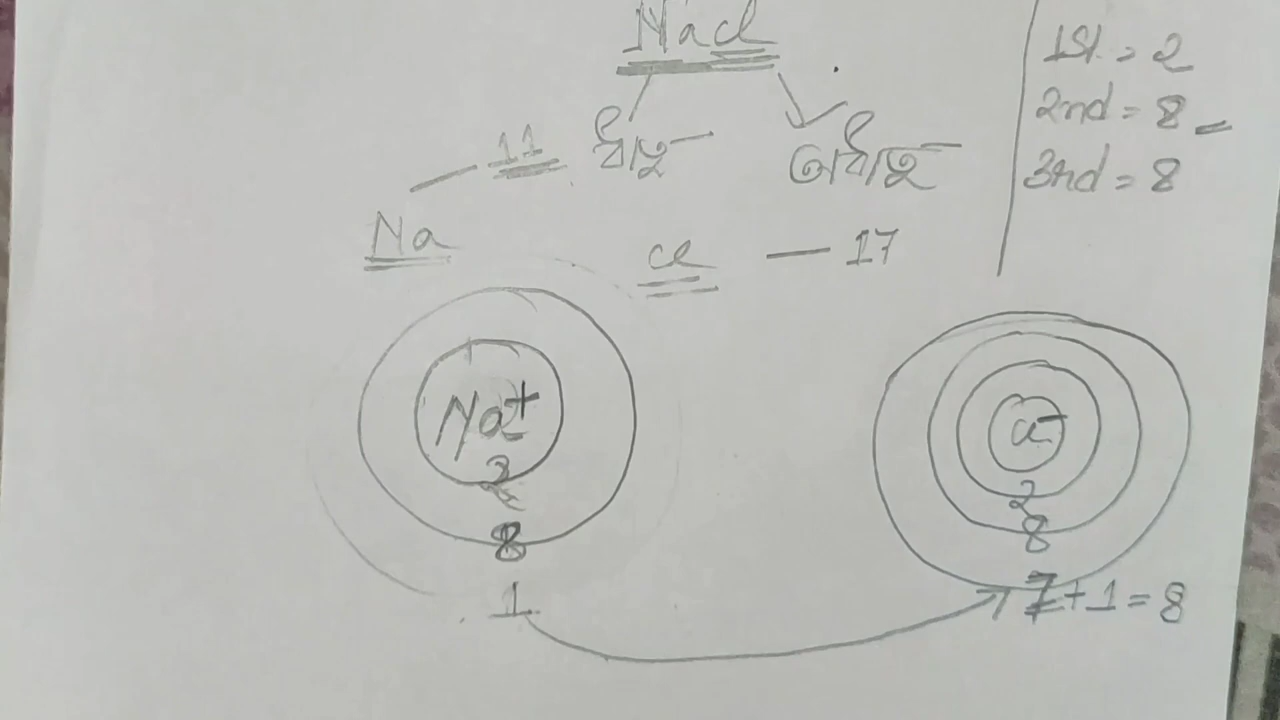 NaCl
1st = 2
2nd = 8
3rd = 8
11 ধাতু অধাতু
Na
Cl — 17
Na+
2
8
1
Cl-
2
8
7+1=8